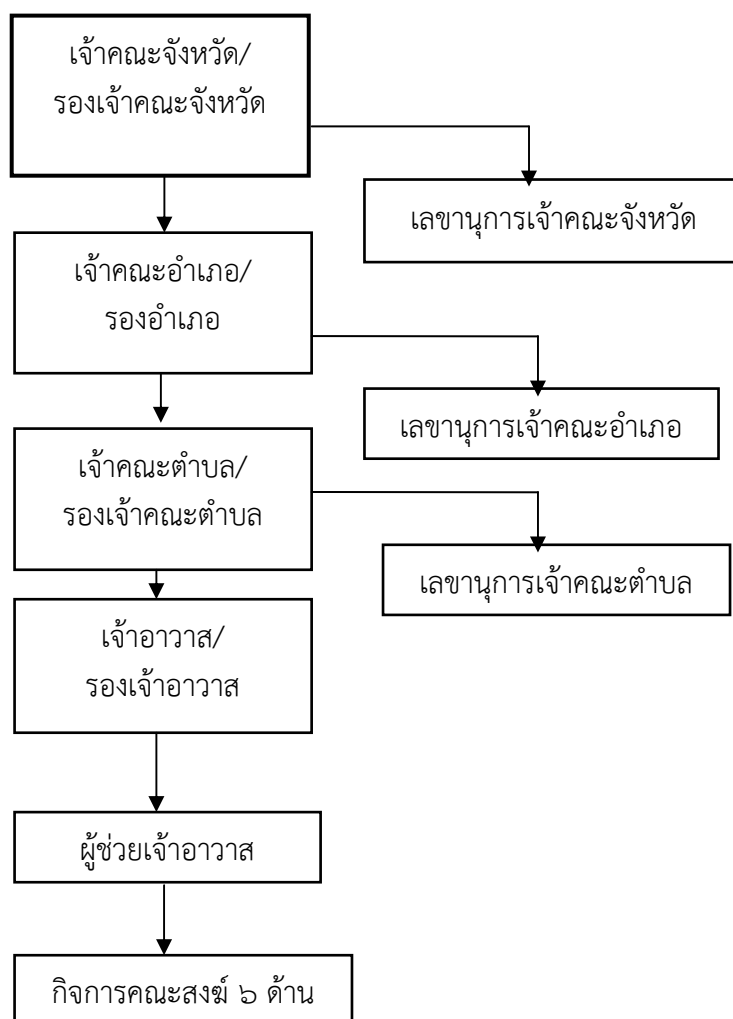 เจ้าคณะจังหวัด/
รองเจ้าคณะจังหวัด
เลขานุการเจ้าคณะจังหวัด
เจ้าคณะอำเภอ/
รองอำเภอ
เลขานุการเจ้าคณะอำเภอ
เจ้าคณะตำบล/
รองเจ้าคณะตำบล
เลขานุการเจ้าคณะตำบล
เจ้าอาวาส/
รองเจ้าอาวาส
ผู้ช่วยเจ้าอาวาส
กิจการคณะสงฆ์ ๖ ด้าน